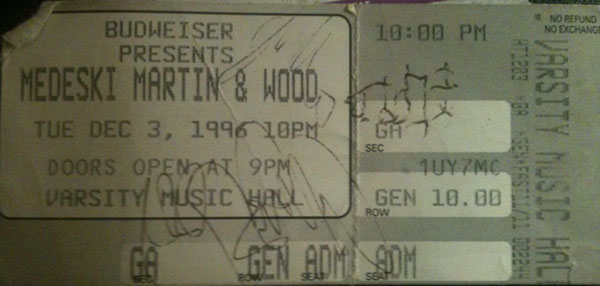 BUDWEISER
PRESENTS
MEDESKI MARTIN & WOOD
TUE DEC 3, 1996 10PM
DOORS OPEN AT 9PM
VARSITY MUSIC HALL
GA GEN ADM
ROW SEAT
10:00 PM
GA
SEC
1UY7MC
GEN 10.00
ROW
ADM
SEAT
NO REFUND
NO EXCHANGE
VARSITY MUSIC HAL